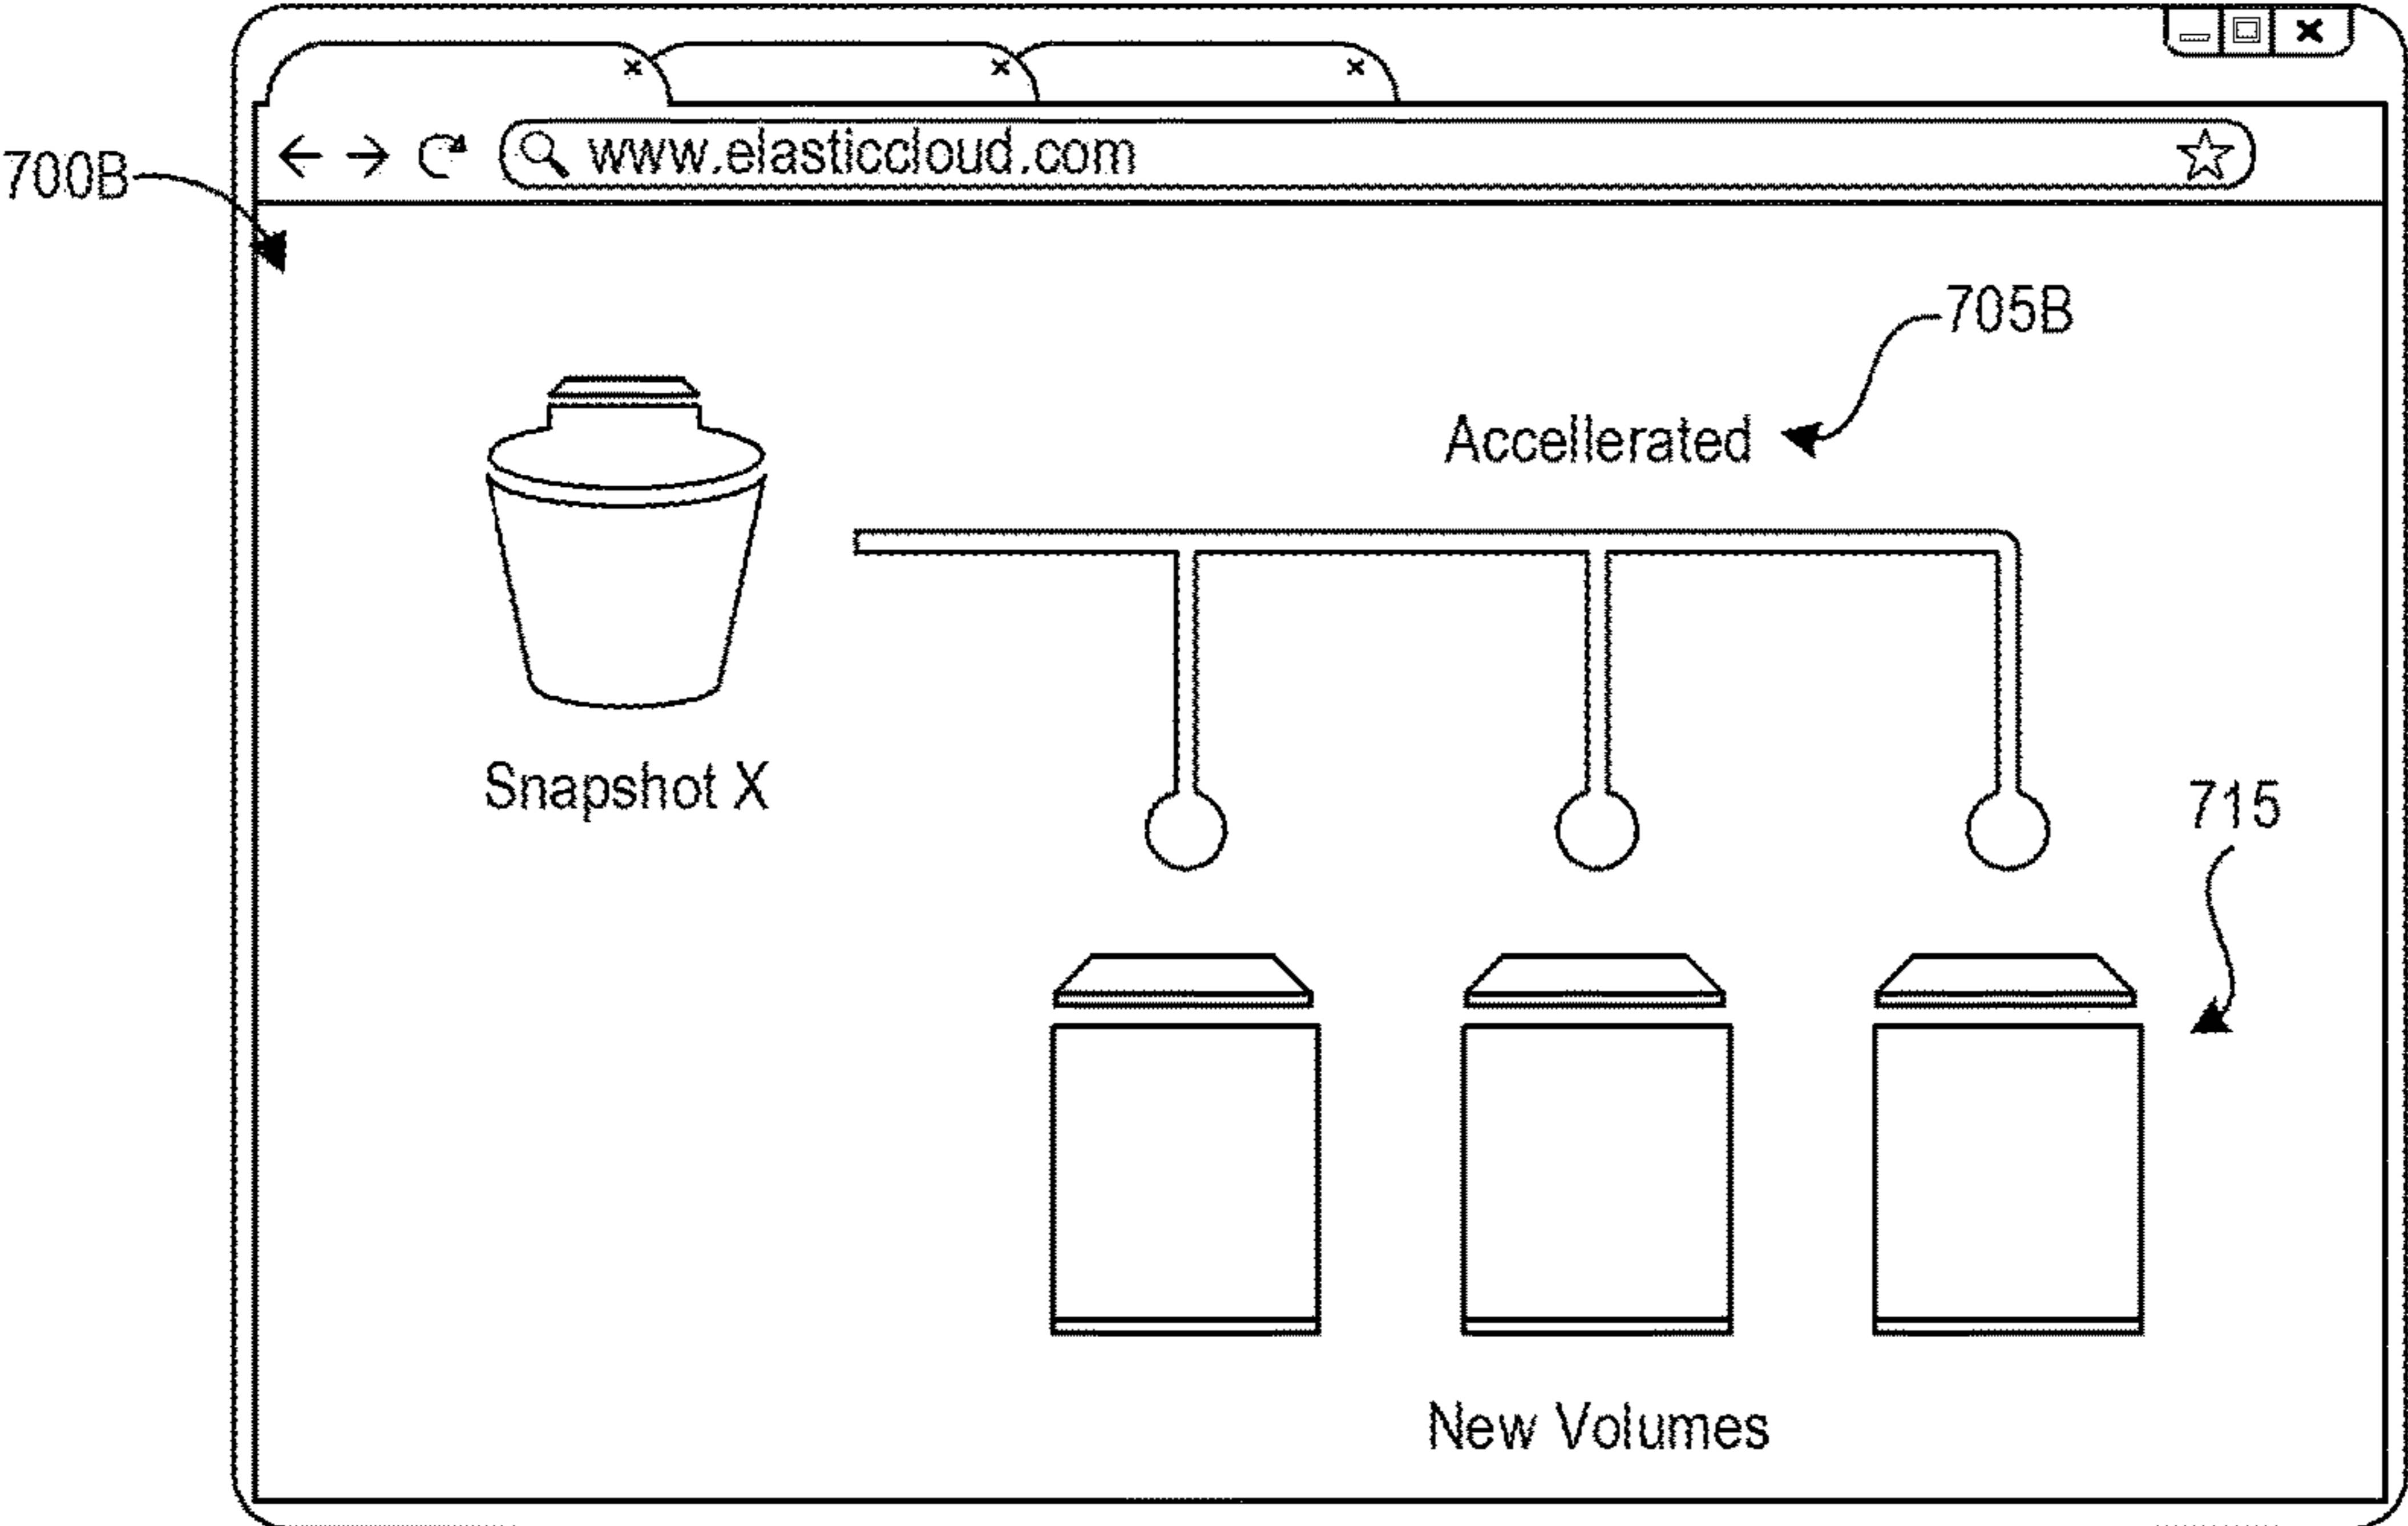 www.elasticcloud.com
700B
705B
Accellerated
Snapshot X
715
New Volumes